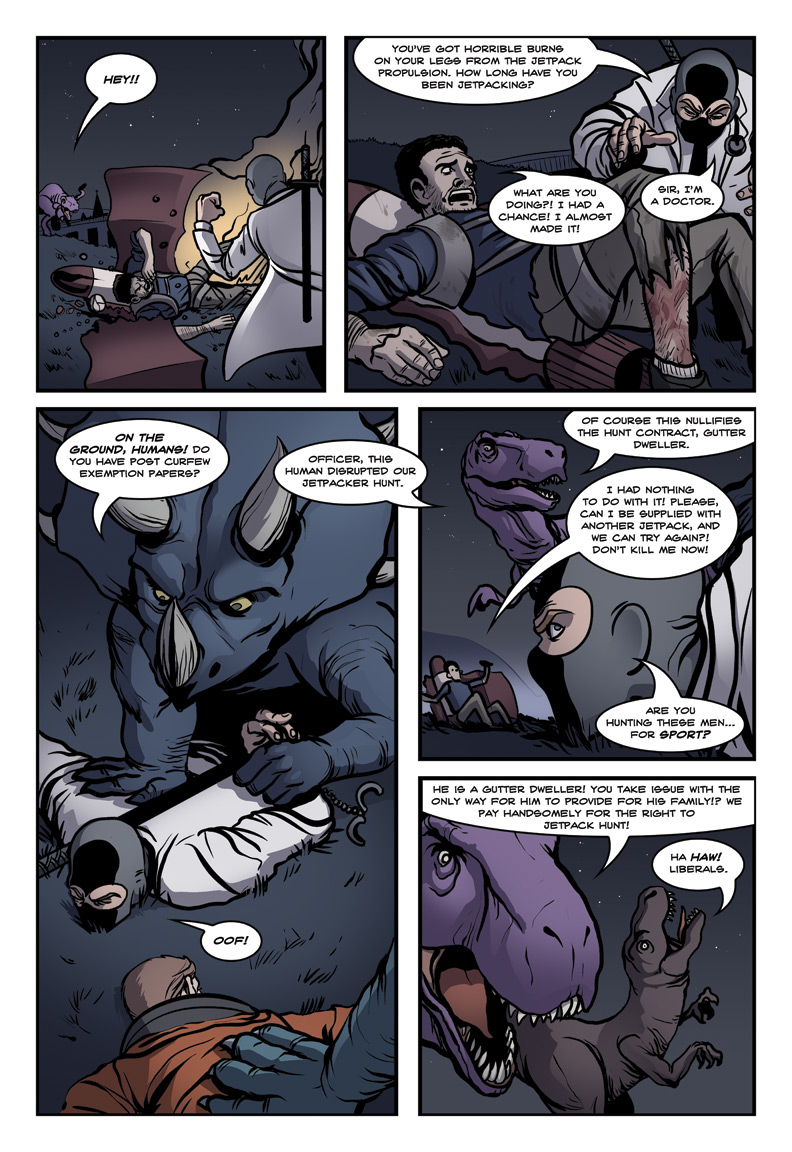 HEY!!
YOU'VE GOT HORRIBLE BURNS
ON YOUR LEGS FROM THE JETPACK
PROPULSION. HOW LONG HAVE YOU
BEEN JETPACKING?
WHAT ARE YOU
DOING?! I HAD A
CHANCE! I ALMOST
MADE IT!
SIR, I'M
A DOCTOR.
ON THE
GROUND, HUMANS! DO
YOU HAVE POST CURFEW
EXEMPTION PAPERS?
OFFICER, THIS
HUMAN DISRUPTED OUR
JETPACKER HUNT.
OOF!
OF COURSE THIS NULLIFIES
THE HUNT CONTRACT, GUTTER
DWELLER.
I HAD NOTHING
TO DO WITH IT! PLEASE,
CAN I BE SUPPLIED WITH
ANOTHER JETPACK, AND
WE CAN TRY AGAIN?!
DON'T KILL ME NOW!
ARE YOU
HUNTING THESE MEN...
FOR SPORT?
HE IS A GUTTER DWELLER! YOU TAKE ISSUE WITH THE
ONLY WAY FOR HIM TO PROVIDE FOR HIS FAMILY!? WE
PAY HANDSOMELY FOR THE RIGHT TO
JETPACK HUNT!
HA HAW!
LIBERALS.